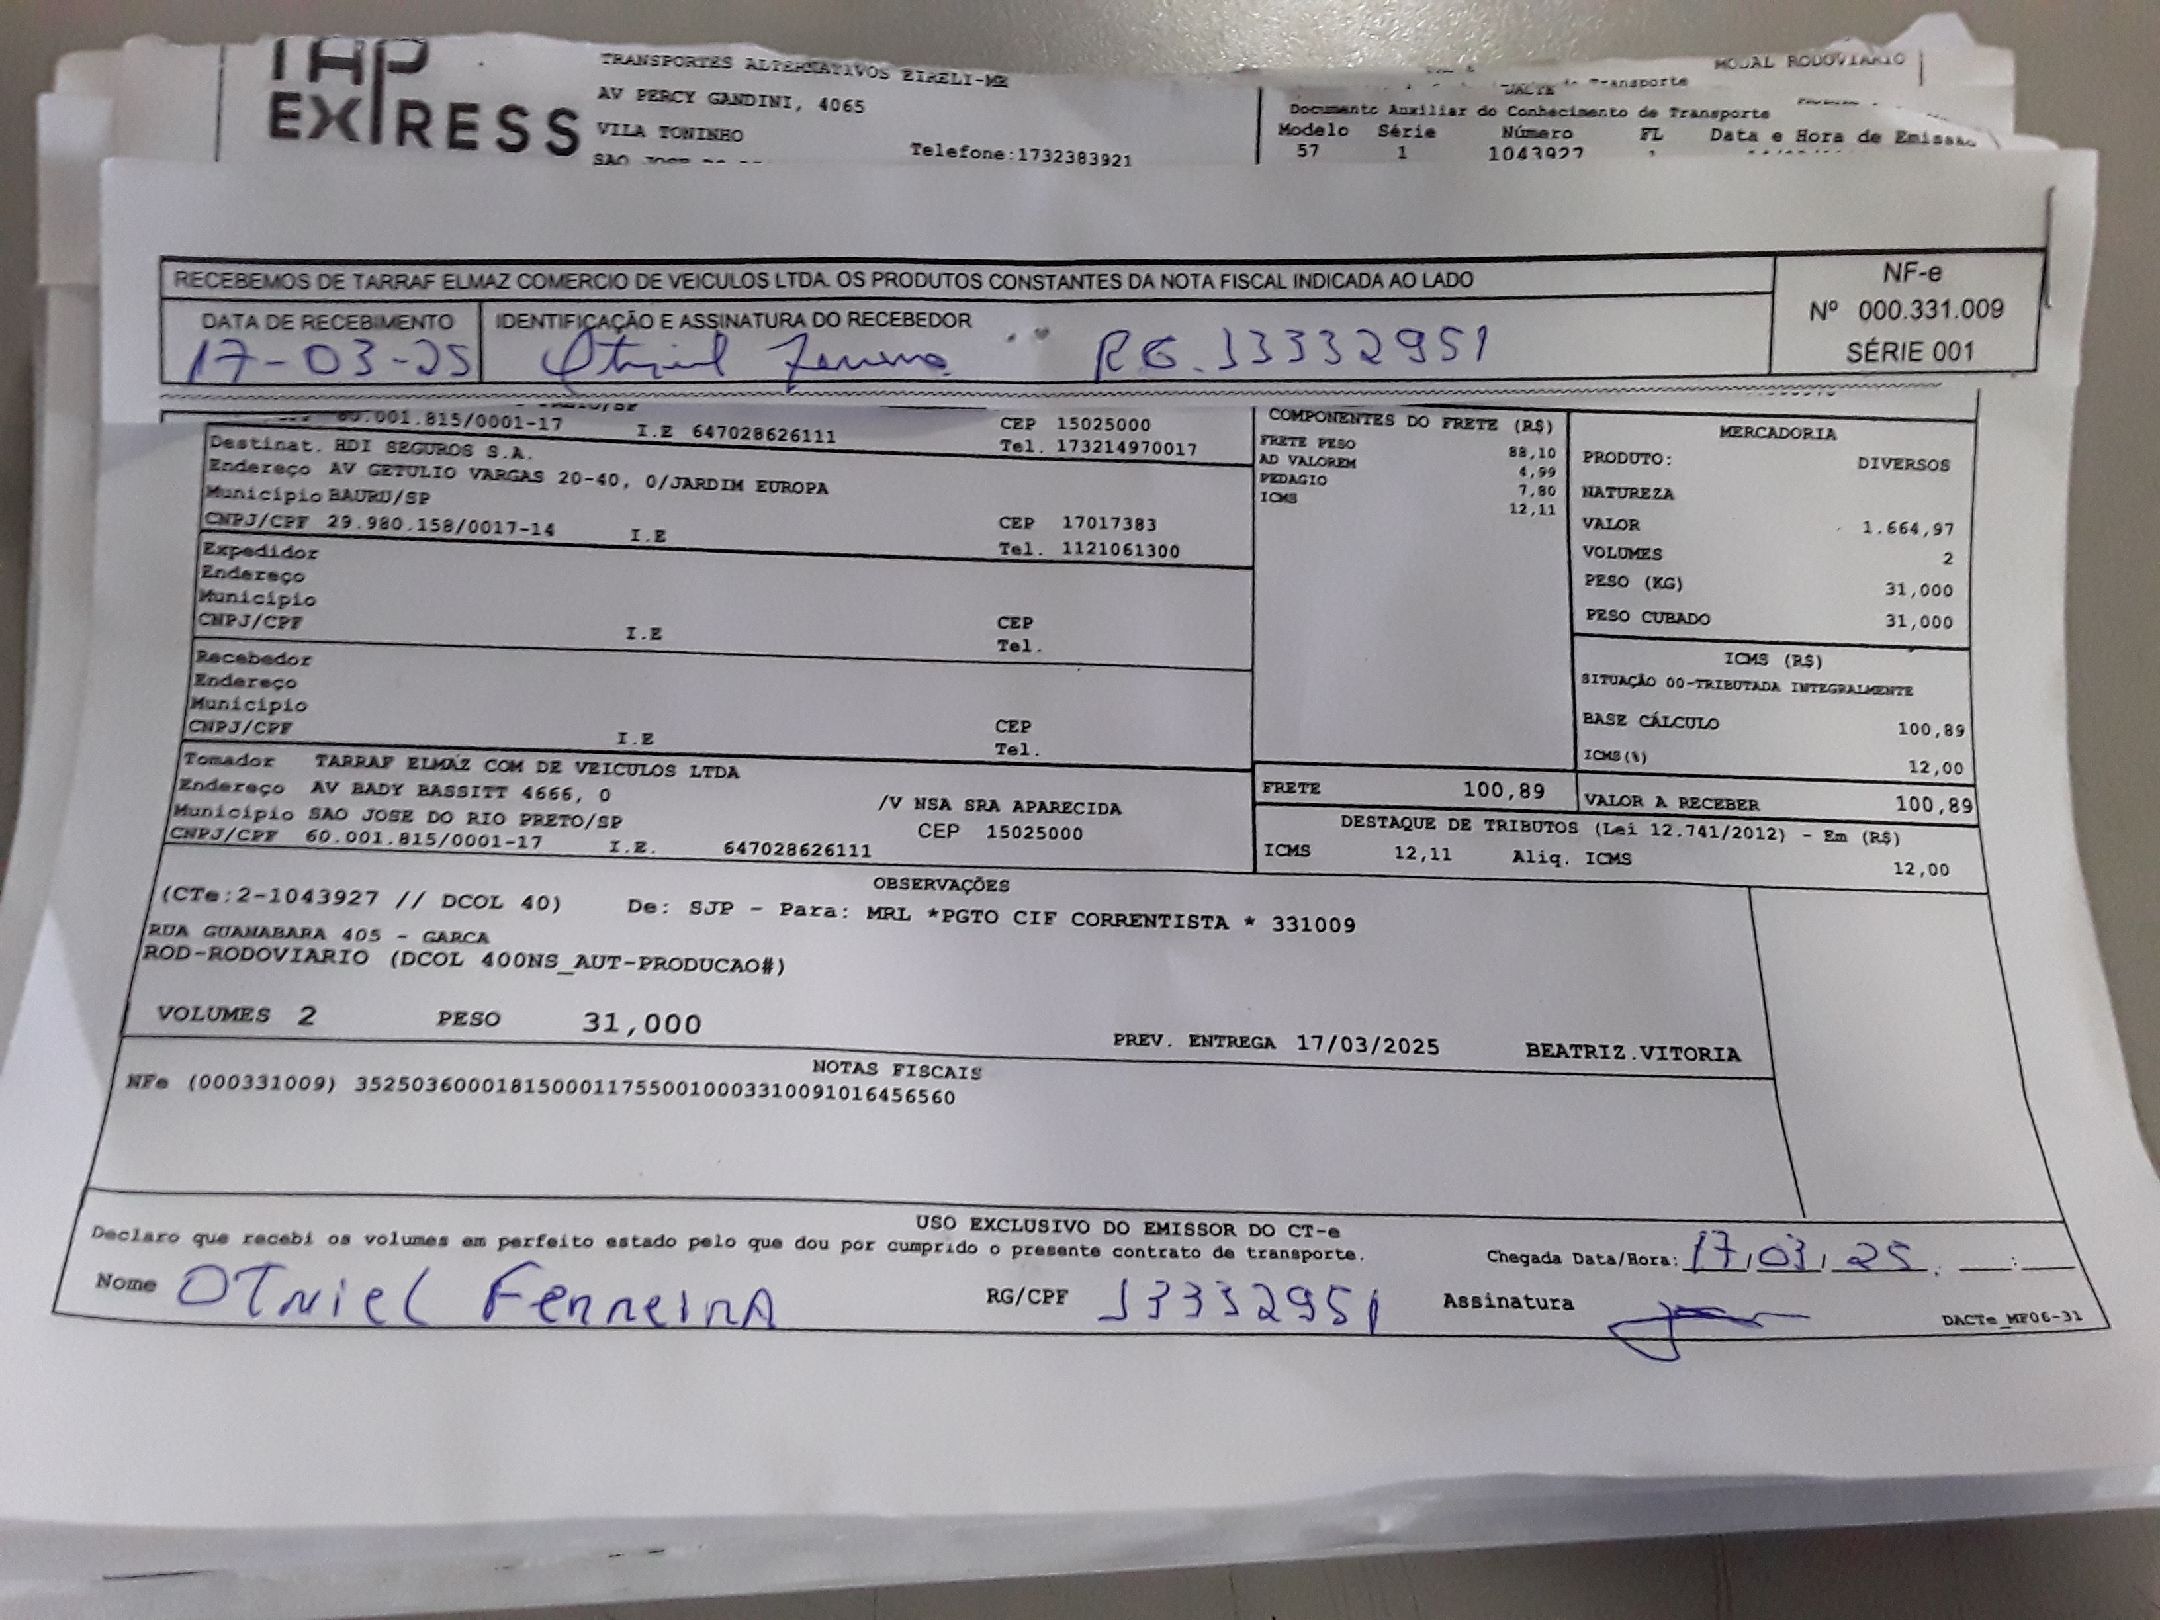 TAP
EXPRESS
TRANSPORTES ALTERNATIVOS EIRELI-ME
AV PERCY GANDINI, 4065
VILA TONINHO
SAO JOSE
Telefone:1732383921
MODAL RODOVIARIO
DACTE
Documento Auxiliar do Conhecimento de Transporte
Modelo Série Número FL Data e Hora de Emissão
57 1 1043927
RECEBEMOS DE TARRAF ELMAZ COMERCIO DE VEICULOS LTDA. OS PRODUTOS CONSTANTES DA NOTA FISCAL INDICADA AO LADO
NF-e
Nº 000.331.009
SÉRIE 001
DATA DE RECEBIMENTO
17-03-25
IDENTIFICAÇÃO E ASSINATURA DO RECEBEDOR
Otniel Ferreira RG. 13332951
60.001.815/0001-17 I.E 647028626111
CEP 15025000
Tel. 173214970017
Destinat. HDI SEGUROS S.A.
Endereço AV GETULIO VARGAS 20-40, 0/JARDIM EUROPA
Município BAURU/SP
CNPJ/CPF 29.980.158/0017-14 I.E
CEP 17017383
Tel. 1121061300
Expedidor
Endereço
Município
CNPJ/CPF I.E
CEP
Tel.
Recebedor
Endereço
Município
CNPJ/CPF I.E
CEP
Tel.
Tomador TARRAF ELMAZ COM DE VEICULOS LTDA
Endereço AV BADY BASSITT 4666, 0 /V NSA SRA APARECIDA
Município SAO JOSE DO RIO PRETO/SP CEP 15025000
CNPJ/CPF 60.001.815/0001-17 I.E. 647028626111
COMPONENTES DO FRETE (R$)
FRETE PESO 88,10
AD VALOREM 4,99
PEDAGIO 7,80
ICMS 12,11
MERCADORIA
PRODUTO: DIVERSOS
NATUREZA
VALOR 1.664,97
VOLUMES 2
PESO (KG) 31,000
PESO CUBADO 31,000
ICMS (R$)
SITUAÇÃO 00-TRIBUTADA INTEGRALMENTE
BASE CÁLCULO 100,89
ICMS(%) 12,00
FRETE 100,89
VALOR A RECEBER 100,89
DESTAQUE DE TRIBUTOS (Lei 12.741/2012) - Em (R$)
ICMS 12,11 Aliq. ICMS 12,00
OBSERVAÇÕES
(CTe:2-1043927 // DCOL 40) De: SJP - Para: MRL *PGTO CIF CORRENTISTA * 331009
RUA GUANABARA 405 - GARCA
ROD-RODOVIARIO (DCOL 400NS_AUT-PRODUCAO#)
VOLUMES 2 PESO 31,000
PREV. ENTREGA 17/03/2025 BEATRIZ.VITORIA
NOTAS FISCAIS
NFe (000331009) 35250360001815000117550010003310091016456560
USO EXCLUSIVO DO EMISSOR DO CT-e
Declaro que recebi os volumes em perfeito estado pelo que dou por cumprido o presente contrato de transporte.
Chegada Data/Hora: 17/03/25
Nome OTNIEL FERREIRA RG/CPF 13332951 Assinatura
DACTe_MF06-31